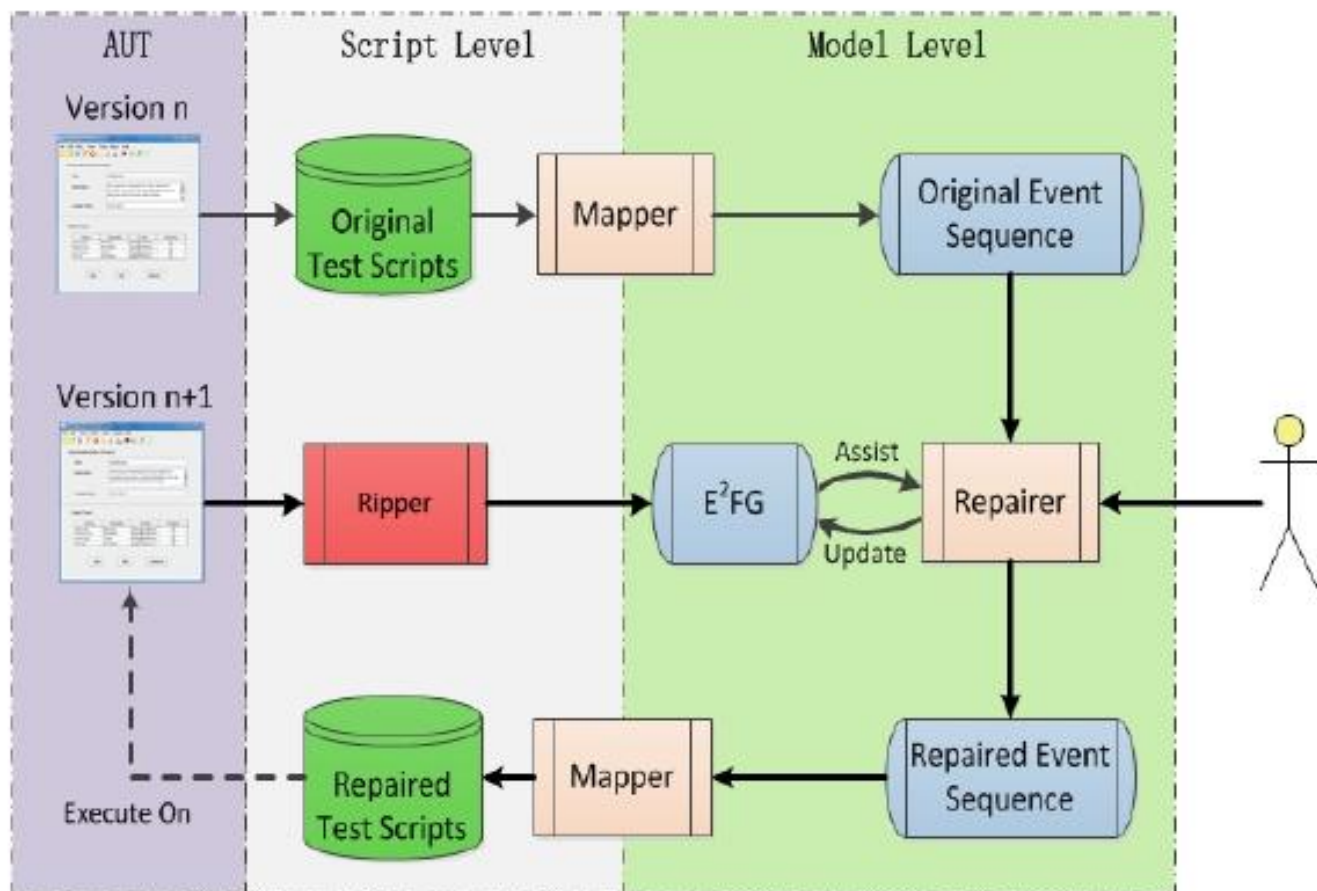 AUT
Script Level
Model Level
Version n
Original
Test Scripts
Mapper
Original Event
Sequence
Version n+1
Ripper
E²FG
Assist
Update
Repairer
Execute On
Repaired
Test Scripts
Mapper
Repaired Event
Sequence